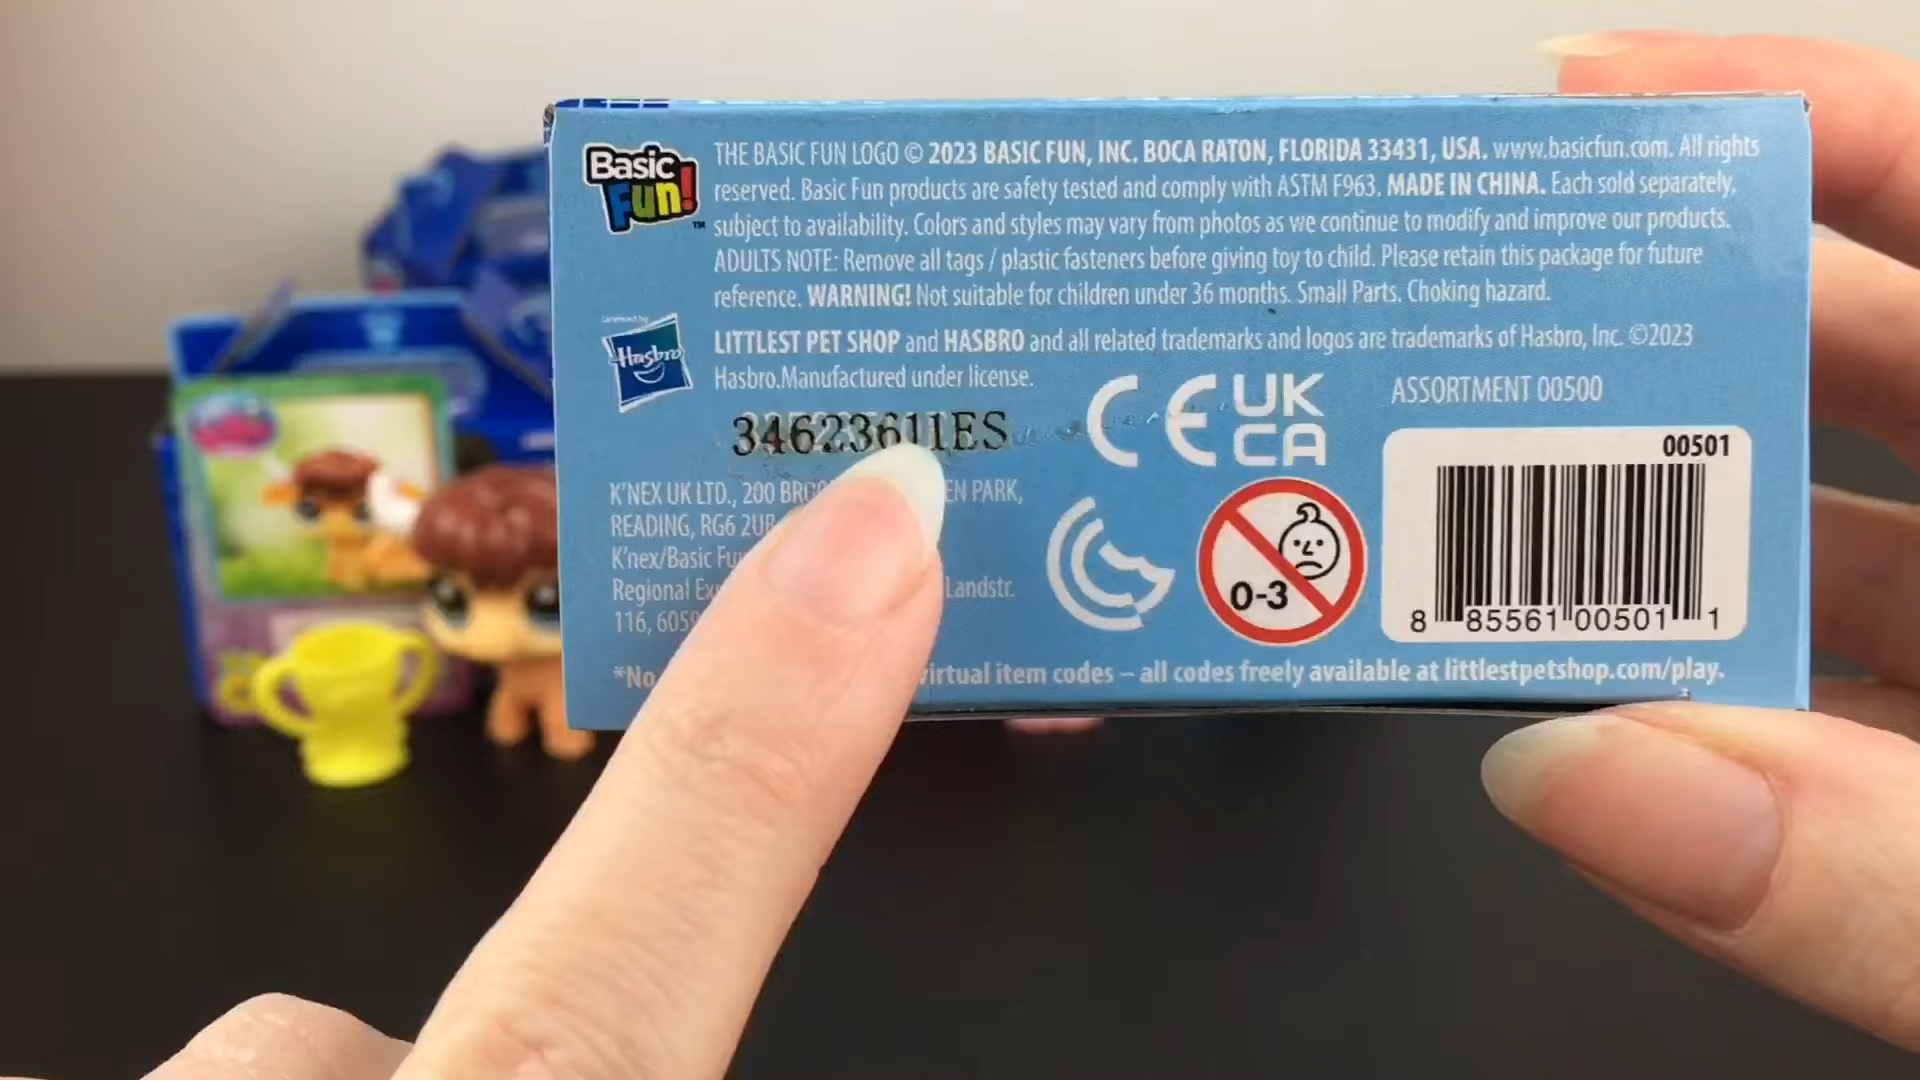 Basic
Fun!
THE BASIC FUN LOGO © 2023 BASIC FUN, INC. BOCA RATON, FLORIDA 33431, USA. www.basicfun.com. All rights
reserved. Basic Fun products are safety tested and comply with ASTM F963. MADE IN CHINA. Each sold separately,
subject to availability. Colors and styles may vary from photos as we continue to modify and improve our products.
ADULTS NOTE: Remove all tags / plastic fasteners before giving toy to child. Please retain this package for future
reference. WARNING! Not suitable for children under 36 months. Small Parts. Choking hazard.
Licensed by
Hasbro
LITTLEST PET SHOP and HASBRO and all related trademarks and logos are trademarks of Hasbro, Inc. ©2023
Hasbro.Manufactured under license.
34623611ES
CE UK
CA
ASSORTMENT 00500
00501
K'NEX UK LTD., 200 EN PARK,
READING, RG6
K'nex/Basic
Regional Landstr.
116,
0-3
8 85561 00501 1
virtual item codes – all codes freely available at littlestpetshop.com/play.